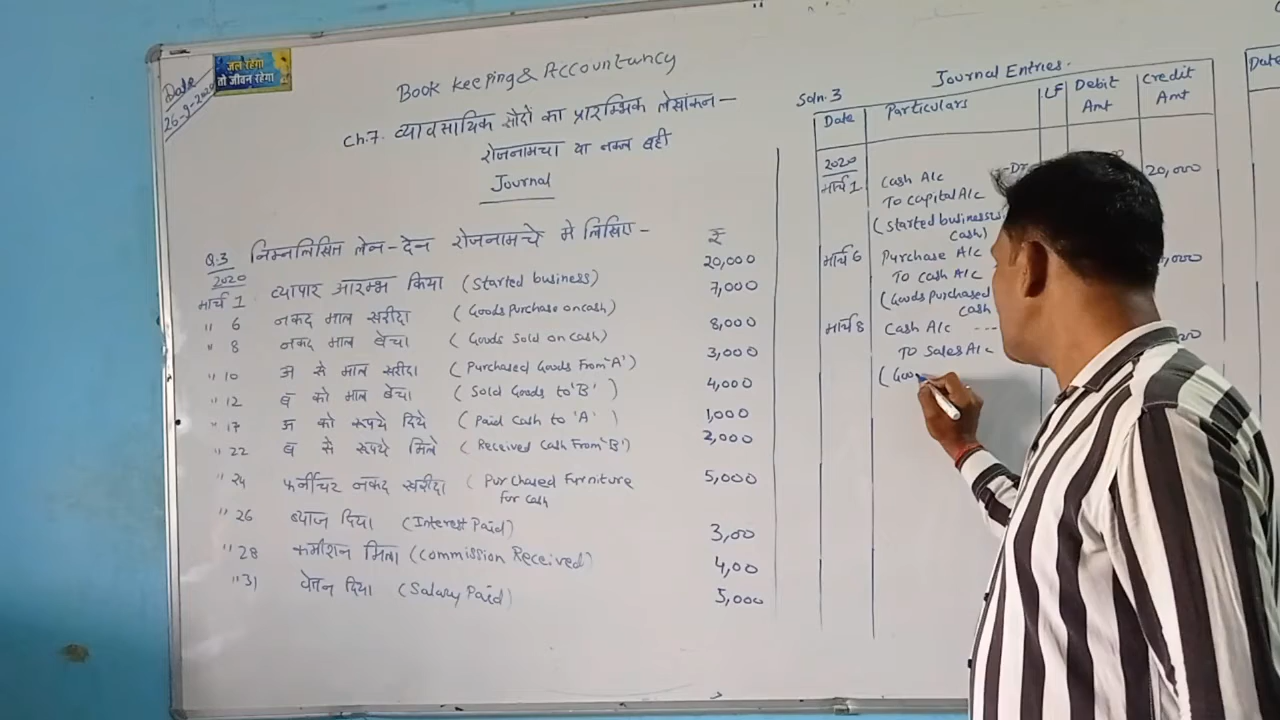 Date
26-9-2020
जल रहेगा
तो जीवन रहेगा
Book Keeping & Accountancy
Ch.7. व्यावसायिक सौदों का प्रारम्भिक लेखांकन –
रोजनामचा या नकल बही
Journal
Q.3 निम्नलिखित लेन-देन रोजनामचे मे लिखिए –
₹
2020
मार्च 1 व्यापार आरम्भ किया (Started business) 20,000
" 6 नकद माल खरीदा (Goods Purchase on cash) 7,000
" 8 नकद माल बेचा (Goods Sold on cash) 8,000
" 10 अ से माल खरीदा (Purchased Goods From 'A') 3,000
" 12 ब को माल बेचा (Sold Goods to 'B') 4,000
" 17 अ को रूपये दिये (Paid Cash to 'A') 1,000
" 22 ब से रूपये मिले (Received Cash From 'B') 2,000
" 24 फर्नीचर नकद खरीदा (Purchased Furniture 5,000
for Cash
" 26 ब्याज दिया (Interest Paid) 3,00
" 28 कमीशन मिला (Commission Received) 4,00
" 31 वेतन दिया (Salary Paid) 5,000
Journal Entries.
Soln. 3
Date Particulars LF Debit Amt Credit Amt
2020
मार्च 1 Cash A/c -Dr
To Capital A/c 20,000
(Started business
cash)
मार्च 6 Purchase A/c
To Cash A/c
(Goods Purchased
cash
मार्च 8 Cash A/c ---
To Sales A/c
(Goo
Date